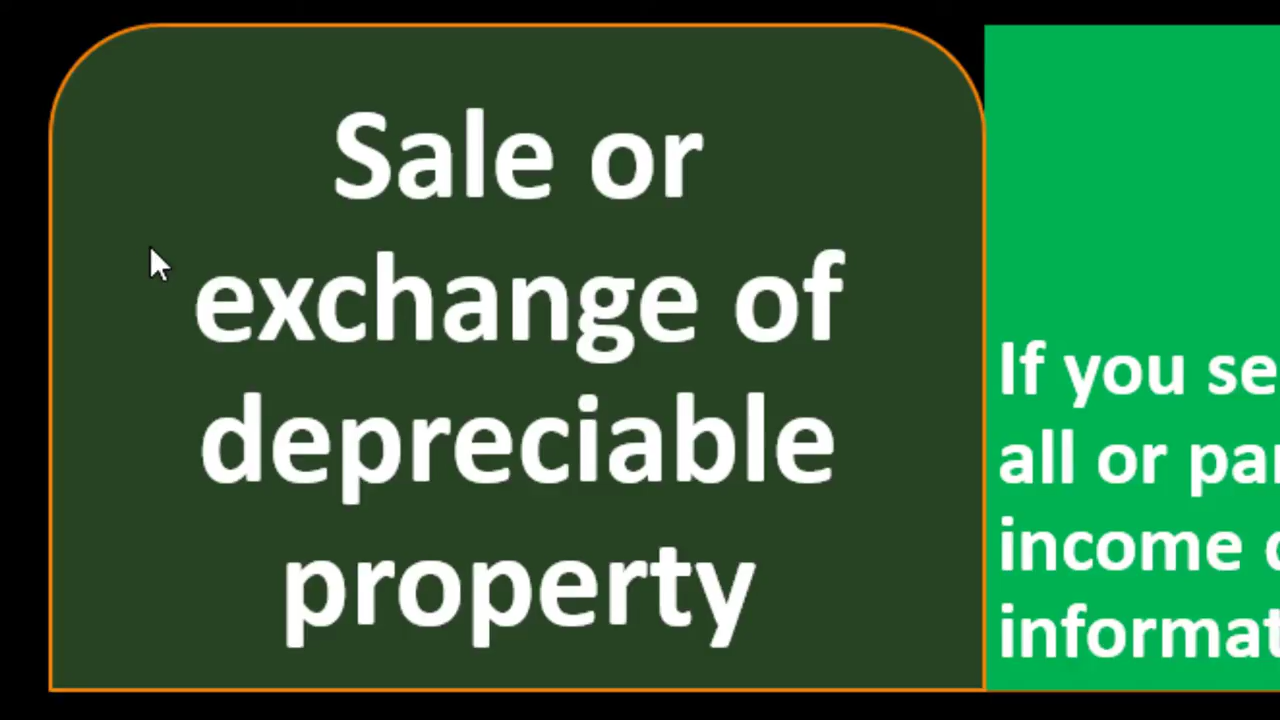 Sale or
exchange of
depreciable
property
If you se
all or par
income
informat